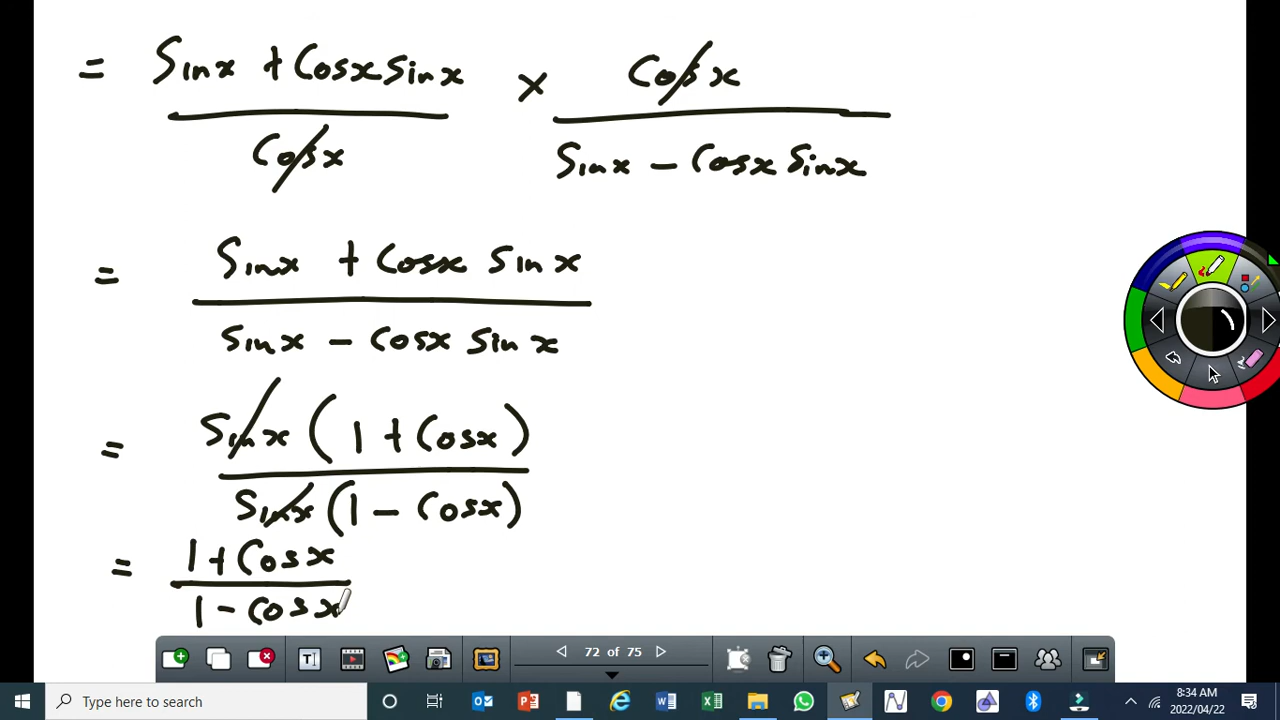 = Sinx + Cosx Sinx / Cosx × Cosx / Sinx - Cosx Sinx
= Sinx + Cosx Sinx / Sinx - Cosx Sinx
= Sinx (1 + Cosx) / Sinx (1 - Cosx)
= 1 + Cosx / 1 - Cosx
72 of 75
Type here to search
8:34 AM
2022/04/22